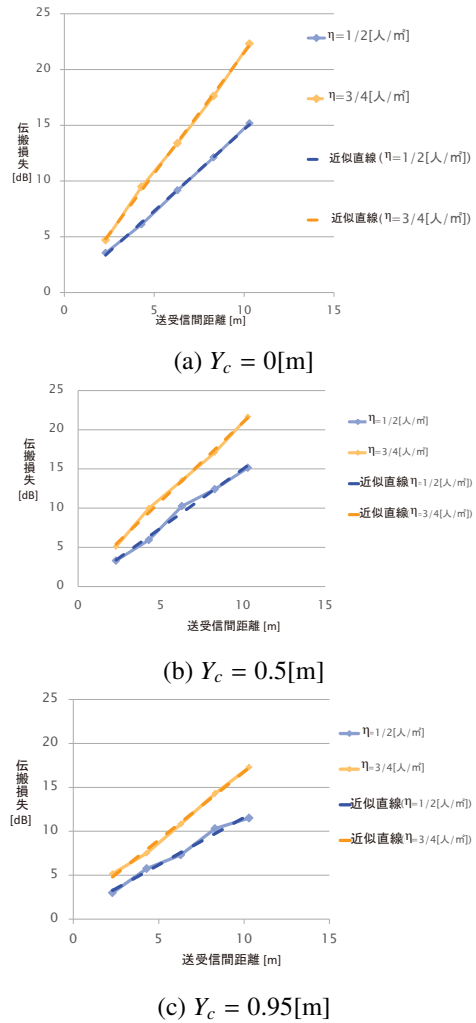 25
20
15
10
5
0
伝搬損失
[dB]
0 5 10 15
送受信間距離 [m]
η=1/2[人/㎡]
η=3/4[人/㎡]
近似直線(η=1/2[人/㎡])
近似直線(η=3/4[人/㎡])
(a) Y_c = 0[m]
25
20
15
10
5
0
伝搬損失
[dB]
0 5 10 15
送受信間距離 [m]
η=1/2[人/㎡]
η=3/4[人/㎡]
近似直線η=1/2[人/㎡])
近似直線η=3/4[人/㎡])
(b) Y_c = 0.5[m]
25
20
15
10
5
0
伝搬損失
[dB]
0 5 10 15
送受信間距離 [m]
η=1/2[人/㎡]
η=3/4[人/㎡]
近似直線(η=1/2[人/㎡])
近似直線(η=3/4[人/㎡])
(c) Y_c = 0.95[m]